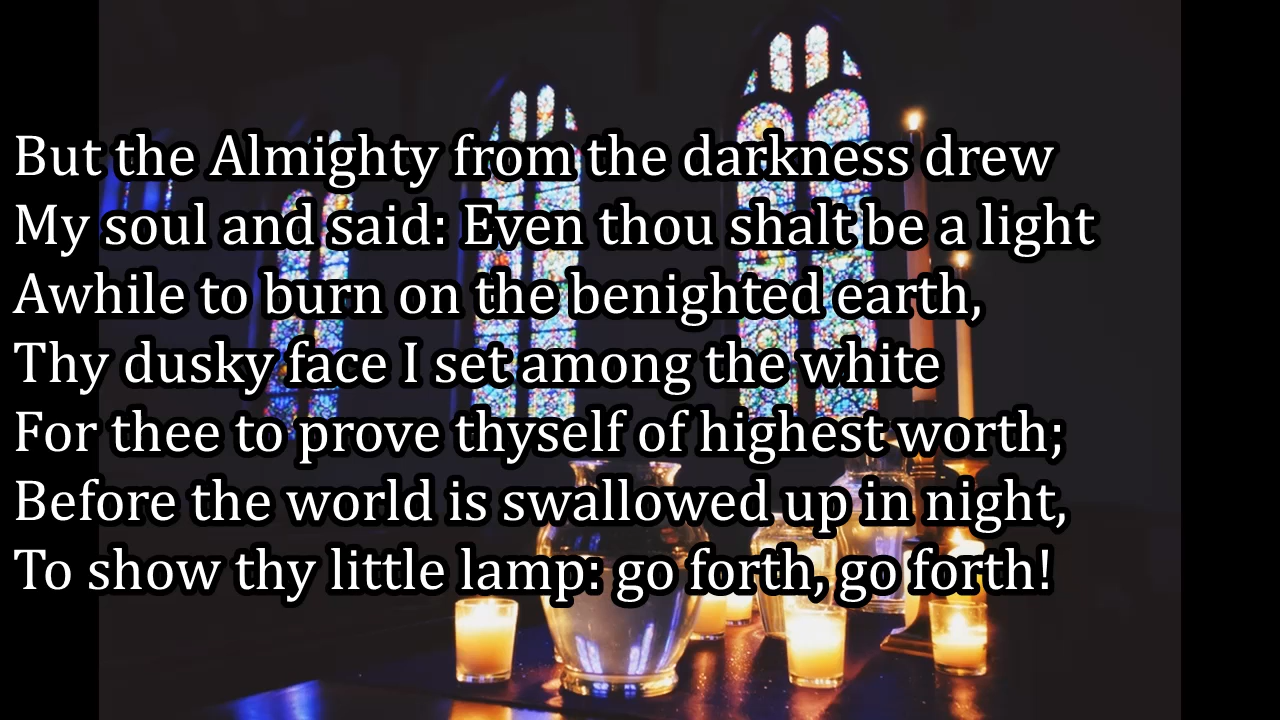 But the Almighty from the darkness drew
My soul and said: Even thou shalt be a light
Awhile to burn on the benighted earth,
Thy dusky face I set among the white
For thee to prove thyself of highest worth;
Before the world is swallowed up in night,
To show thy little lamp: go forth, go forth!